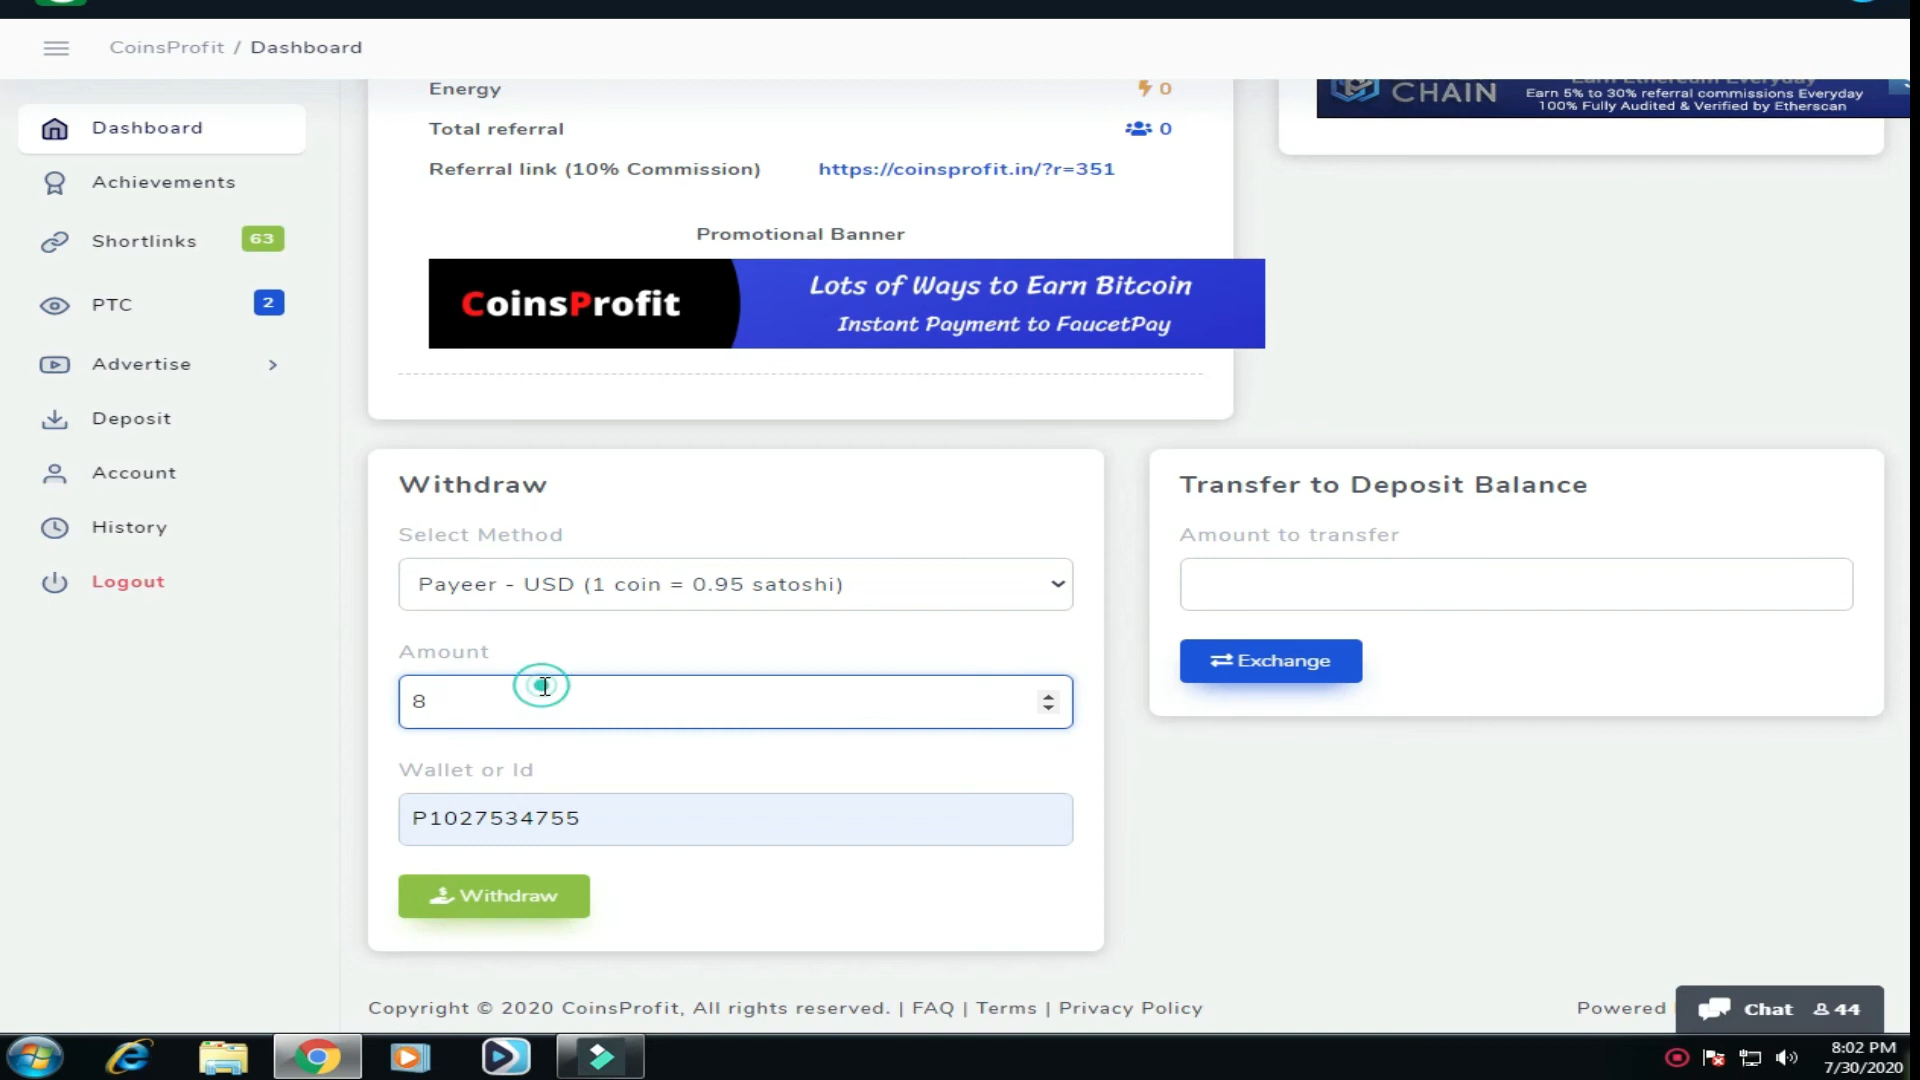 CoinsProfit / Dashboard
Dashboard
Achievements
Shortlinks 63
PTC 2
Advertise
Deposit
Account
History
Logout
Energy 0
Total referral 0
Referral link (10% Commission) https://coinsprofit.in/?r=351
Promotional Banner
CoinsProfit
Lots of Ways to Earn Bitcoin
Instant Payment to FaucetPay
CHAIN
Earn Ethereum Everyday
Earn 5% to 30% referral commissions Everyday
100% Fully Audited & Verified by Etherscan
Withdraw
Select Method
Payeer - USD (1 coin = 0.95 satoshi)
Amount
8
Wallet or Id
P1027534755
Withdraw
Transfer to Deposit Balance
Amount to transfer
Exchange
Copyright © 2020 CoinsProfit, All rights reserved. | FAQ | Terms | Privacy Policy
Powered
Chat 44
8:02 PM
7/30/2020